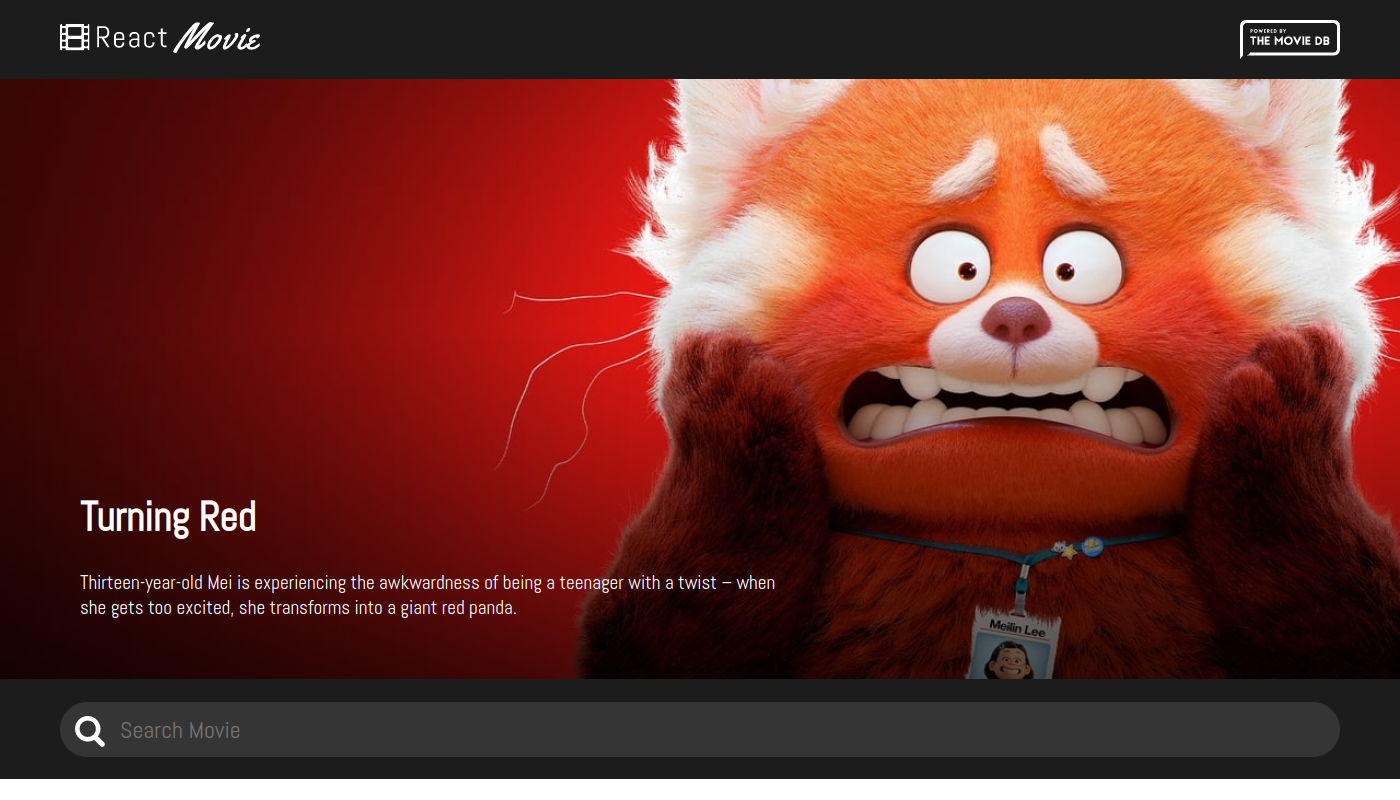 React Movie
POWERED BY
THE MOVIE DB
Turning Red
Thirteen-year-old Mei is experiencing the awkwardness of being a teenager with a twist – when
she gets too excited, she transforms into a giant red panda.
Meilin Lee
Search Movie